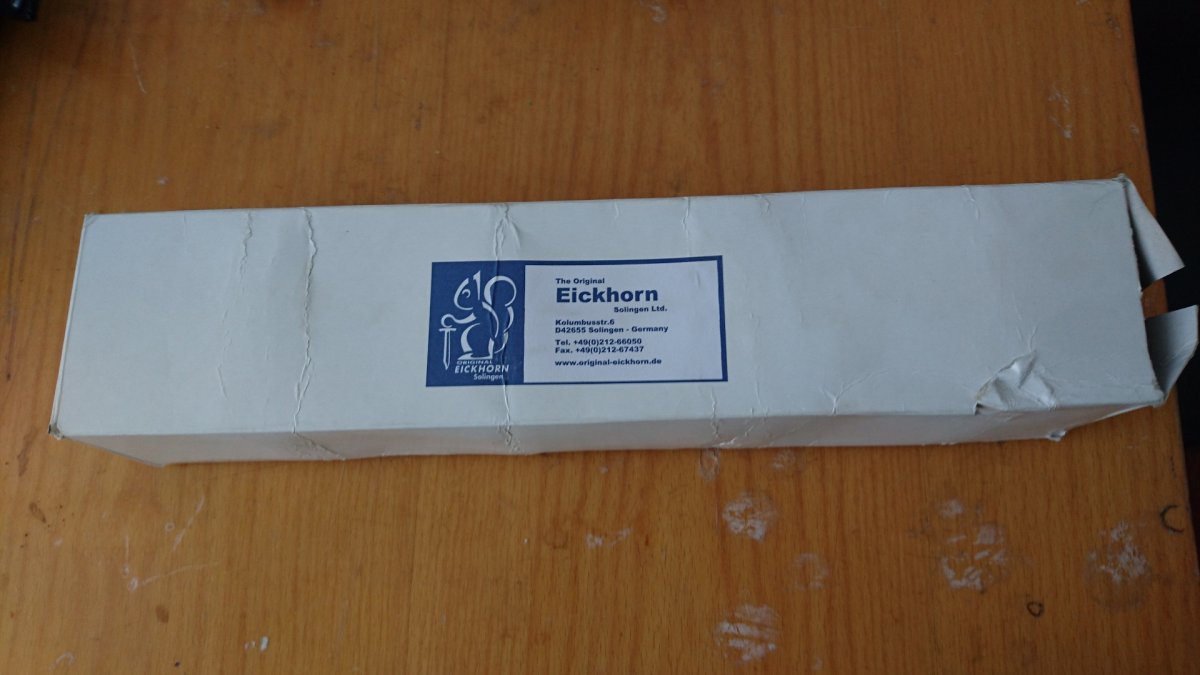 The Original
Eickhorn
Solingen Ltd.
Kolumbusstr.6
D42655 Solingen - Germany
Tel. +49(0)212-66050
Fax. +49(0)212-67437
www.original-eickhorn.de
ORIGINAL
EICKHORN
Solingen